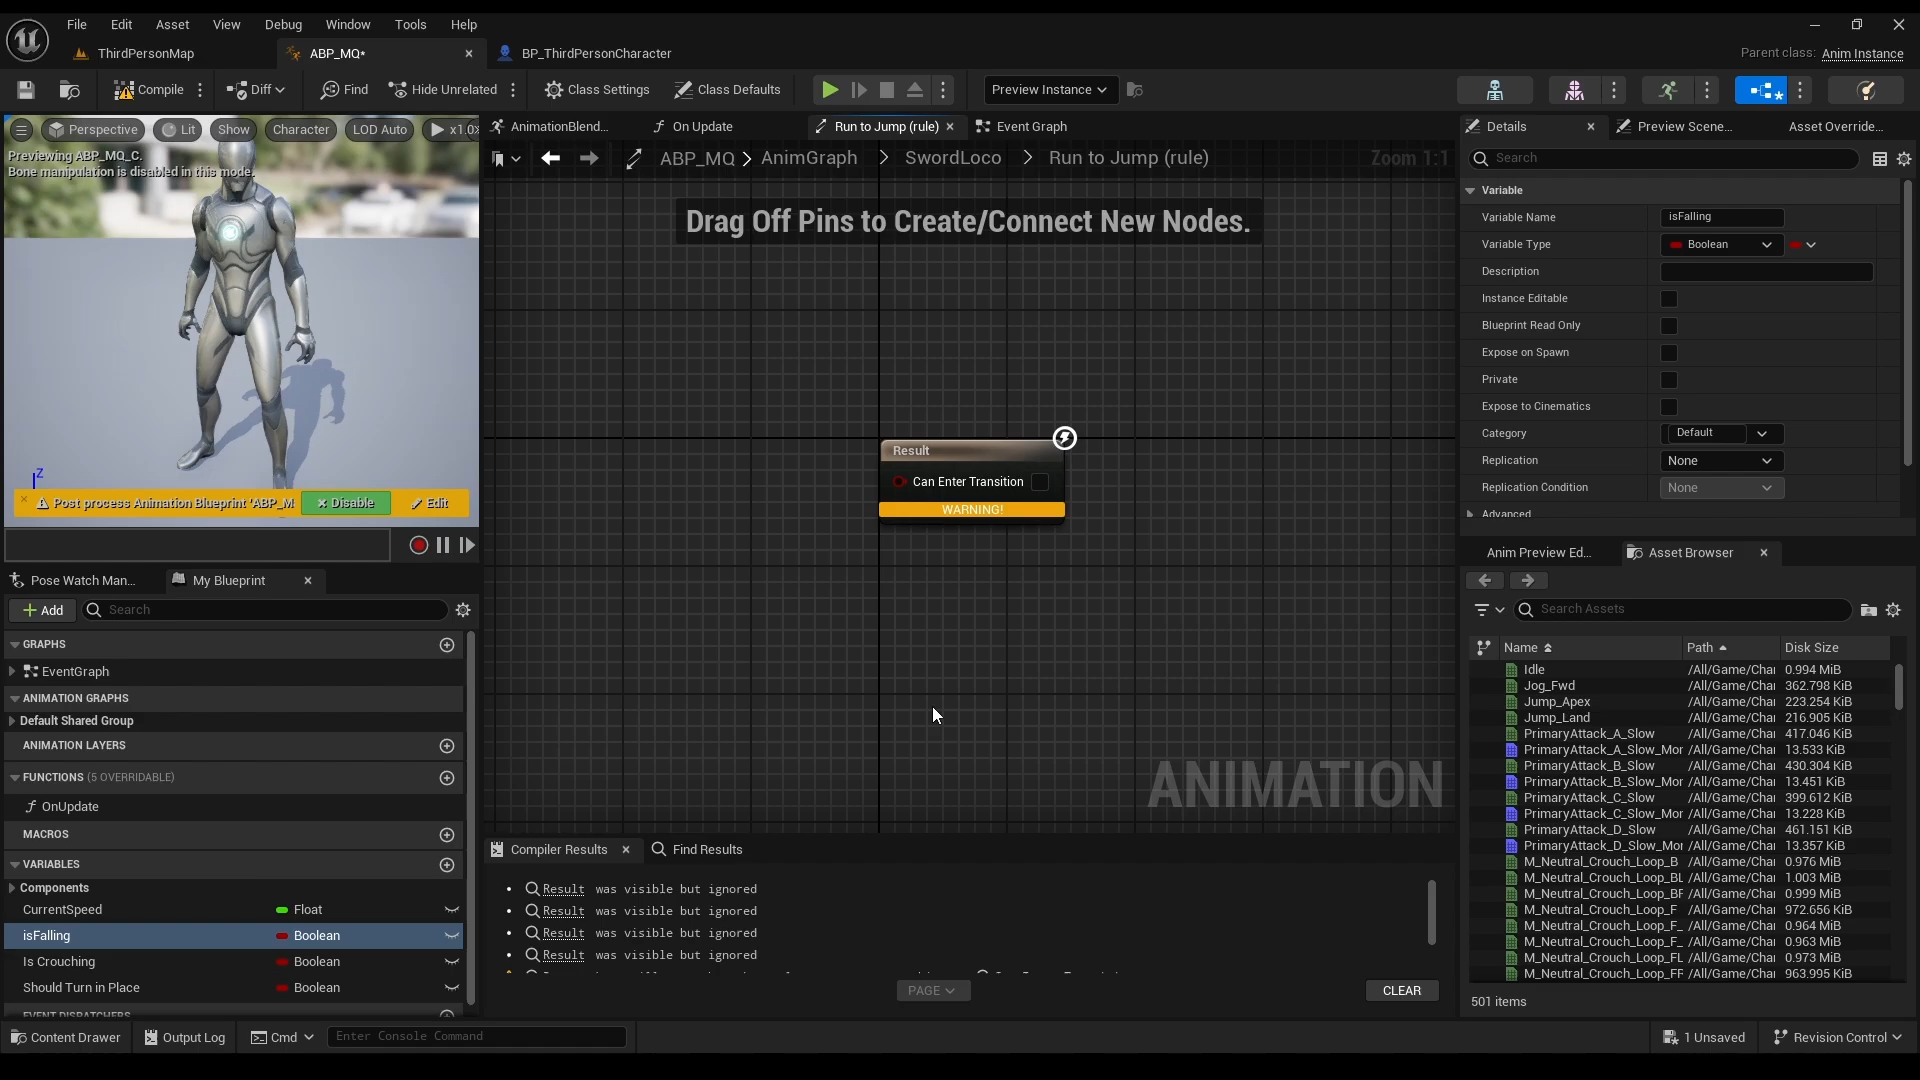 File Edit Asset View Debug Window Tools Help
ThirdPersonMap ABP_MQ* BP_ThirdPersonCharacter Parent class: Anim Instance
Compile Diff Find Hide Unrelated Class Settings Class Defaults Preview Instance
Perspective Lit Show Character LOD Auto x1.0x
Previewing ABP_MQ_C.
Bone manipulation is disabled in this mode.
Z
Post process Animation Blueprint 'ABP_M Disable Edit
AnimationBlend... On Update Run to Jump (rule) Event Graph
ABP_MQ > AnimGraph > SwordLoco > Run to Jump (rule) Zoom 1:1
Drag Off Pins to Create/Connect New Nodes.
Result
Can Enter Transition
WARNING!
ANIMATION
Pose Watch Man... My Blueprint
Add Search
GRAPHS
EventGraph
ANIMATION GRAPHS
Default Shared Group
ANIMATION LAYERS
FUNCTIONS (5 OVERRIDABLE)
OnUpdate
MACROS
VARIABLES
Components
CurrentSpeed Float
isFalling Boolean
Is Crouching Boolean
Should Turn in Place Boolean
EVENT DISPATCHERS
Compiler Results Find Results
• Result was visible but ignored
• Result was visible but ignored
• Result was visible but ignored
• Result was visible but ignored
PAGE CLEAR
Details Preview Scene... Asset Override...
Search
Variable
Variable Name isFalling
Variable Type Boolean
Description
Instance Editable
Blueprint Read Only
Expose on Spawn
Private
Expose to Cinematics
Category Default
Replication None
Replication Condition None
Advanced
Anim Preview Ed... Asset Browser
Search Assets
Name Path Disk Size
Idle /All/Game/Chai 0.994 MiB
Jog_Fwd /All/Game/Chai 362.798 KiB
Jump_Apex /All/Game/Chai 223.254 KiB
Jump_Land /All/Game/Chai 216.905 KiB
PrimaryAttack_A_Slow /All/Game/Chai 417.046 KiB
PrimaryAttack_A_Slow_Mor /All/Game/Chai 13.533 KiB
PrimaryAttack_B_Slow /All/Game/Chai 430.304 KiB
PrimaryAttack_B_Slow_Mor /All/Game/Chai 13.451 KiB
PrimaryAttack_C_Slow /All/Game/Chai 399.612 KiB
PrimaryAttack_C_Slow_Mor /All/Game/Chai 13.228 KiB
PrimaryAttack_D_Slow /All/Game/Chai 461.151 KiB
PrimaryAttack_D_Slow_Mor /All/Game/Chai 13.357 KiB
M_Neutral_Crouch_Loop_B /All/Game/Chai 0.976 MiB
M_Neutral_Crouch_Loop_BL /All/Game/Chai 1.003 MiB
M_Neutral_Crouch_Loop_BF /All/Game/Chai 0.999 MiB
M_Neutral_Crouch_Loop_F /All/Game/Chai 972.656 KiB
M_Neutral_Crouch_Loop_F_ /All/Game/Chai 0.964 MiB
M_Neutral_Crouch_Loop_F_ /All/Game/Chai 0.963 MiB
M_Neutral_Crouch_Loop_FL /All/Game/Chai 0.973 MiB
M_Neutral_Crouch_Loop_FF /All/Game/Chai 963.995 KiB
501 items
Content Drawer Output Log Cmd Enter Console Command 1 Unsaved Revision Control